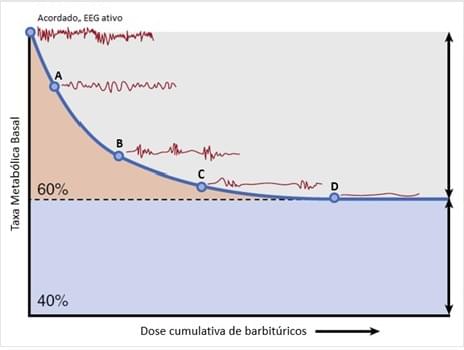 Acordado, EEG ativo
A
B
C
D
60%
40%
Taxa Metabólica Basal
Dose cumulativa de barbitúricos